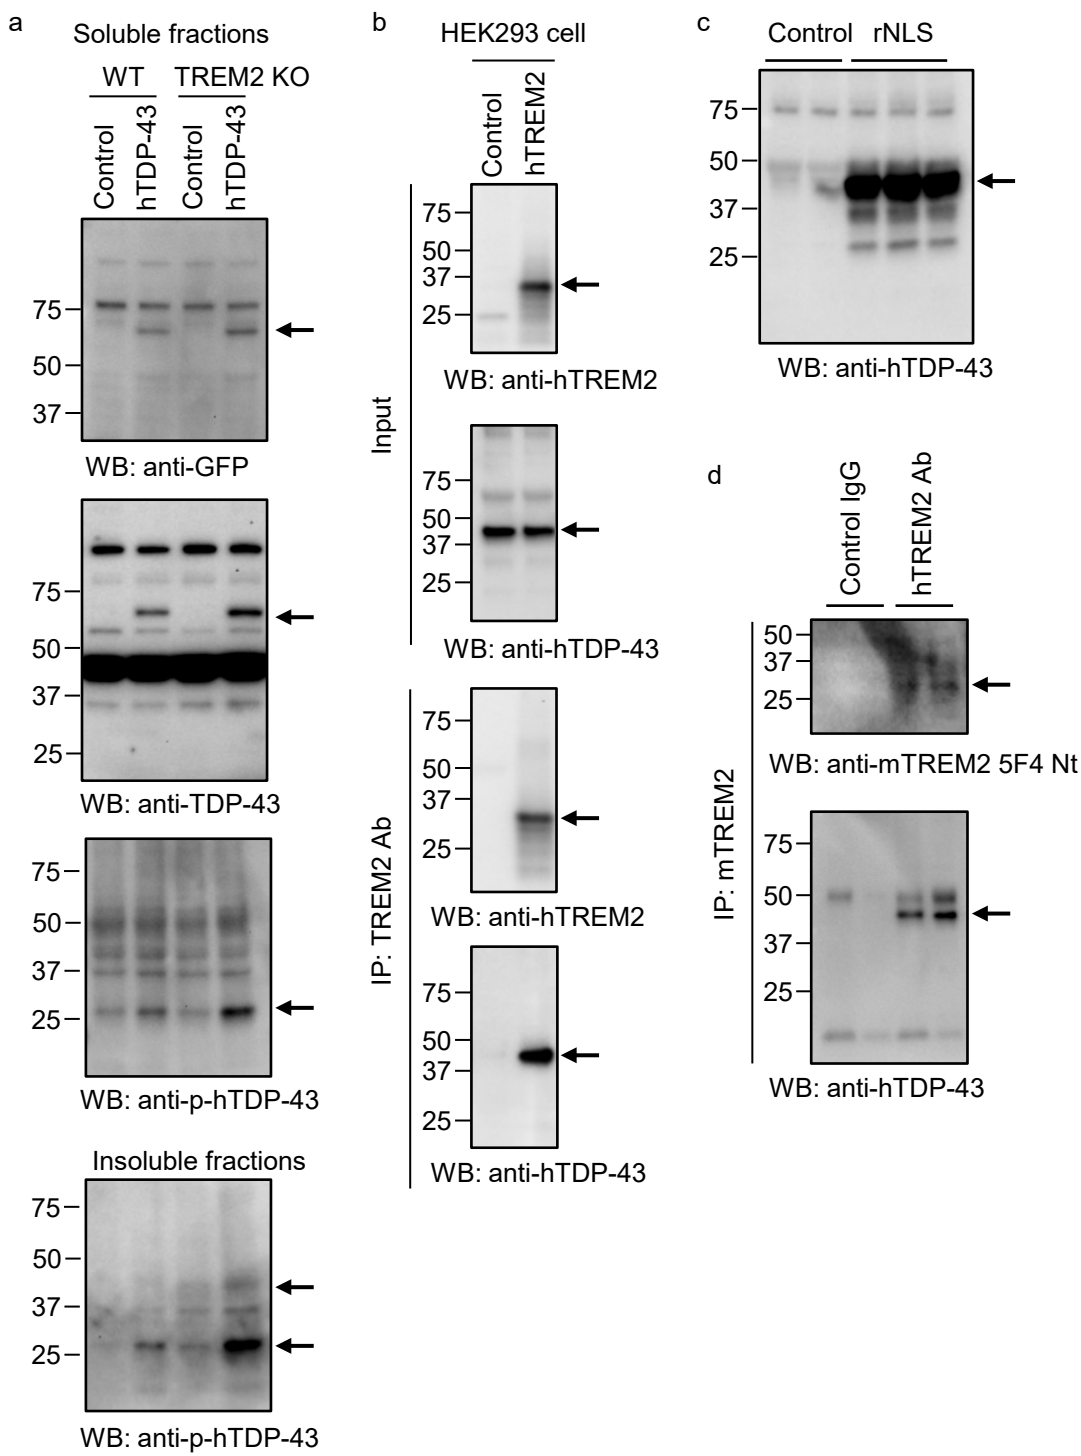 a
Soluble fractions
WT TREM2 KO
Control
hTDP-43
Control
hTDP-43
75
50
37
WB: anti-GFP
75
50
37
25
WB: anti-TDP-43
75
50
37
25
WB: anti-p-hTDP-43
Insoluble fractions
75
50
37
25
WB: anti-p-hTDP-43
b
HEK293 cell
Control
hTREM2
Input
75
50
37
25
WB: anti-hTREM2
75
50
37
25
WB: anti-hTDP-43
IP: TREM2 Ab
75
50
37
25
WB: anti-hTREM2
75
50
37
25
WB: anti-hTDP-43
c
Control rNLS
75
50
37
25
WB: anti-hTDP-43
d
Control IgG
hTREM2 Ab
IP: mTREM2
50
37
25
WB: anti-mTREM2 5F4 Nt
75
50
37
25
WB: anti-hTDP-43